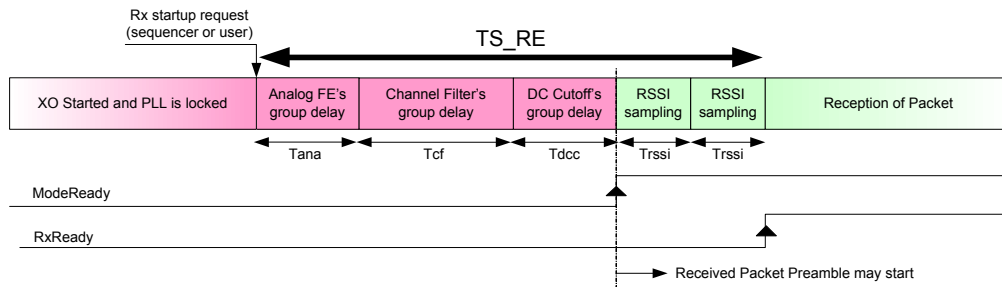 Rx startup request
(sequencer or user)
TS_RE
XO Started and PLL is locked
Analog FE's
group delay
Channel Filter's
group delay
DC Cutoff's
group delay
RSSI
sampling
RSSI
sampling
Reception of Packet
Tana
Tcf
Tdcc
Trssi
Trssi
ModeReady
RxReady
Received Packet Preamble may start